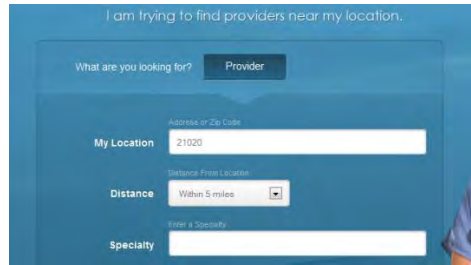 I am trying to find providers near my location.
What are you looking for? Provider
Address or Zip Code
My Location 21020
Distance From Location
Distance Within 5 miles
Enter a Specialty
Specialty